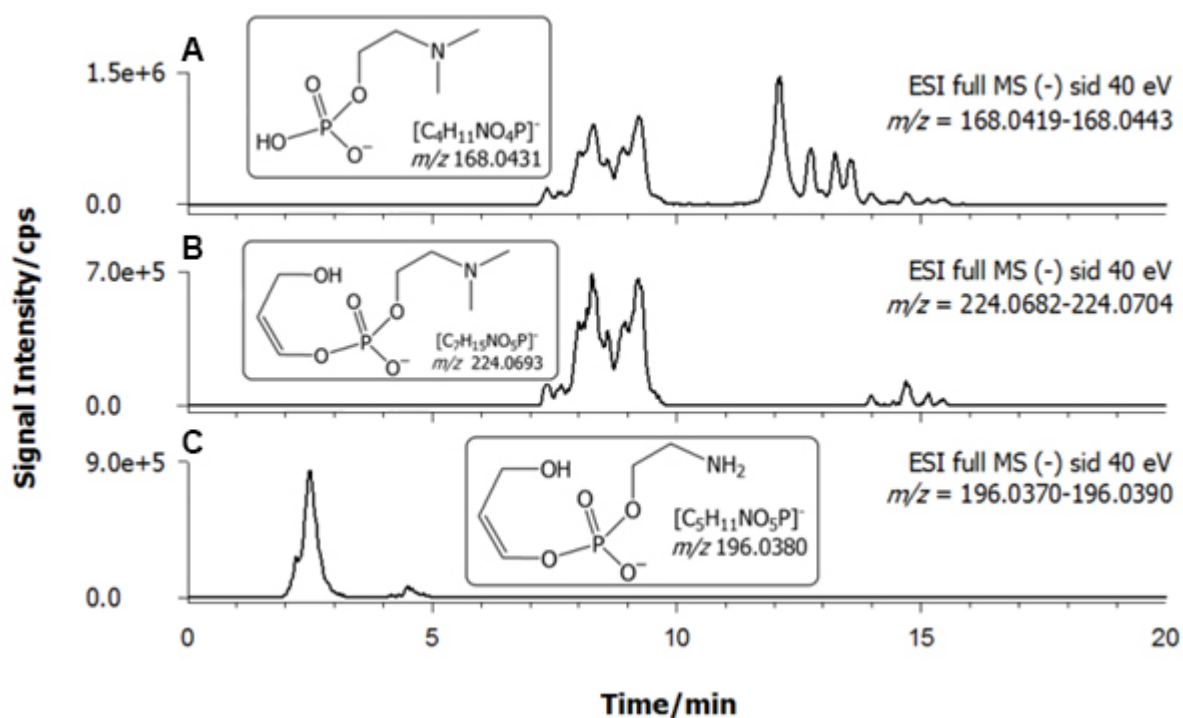 A
1.5e+6
0.0
N
O
O
P
HO
O⁻
[C₄H₁₁NO₄P]⁻
m/z 168.0431
ESI full MS (-) sid 40 eV
m/z = 168.0419-168.0443
B
7.0e+5
0.0
OH
N
O
O
P
O
O⁻
[C₇H₁₅NO₅P]⁻
m/z 224.0693
ESI full MS (-) sid 40 eV
m/z = 224.0682-224.0704
C
9.0e+5
0.0
OH
NH₂
O
O
P
O
O⁻
[C₅H₁₁NO₅P]⁻
m/z 196.0380
ESI full MS (-) sid 40 eV
m/z = 196.0370-196.0390
Signal Intensity/cps
0 5 10 15 20
Time/min